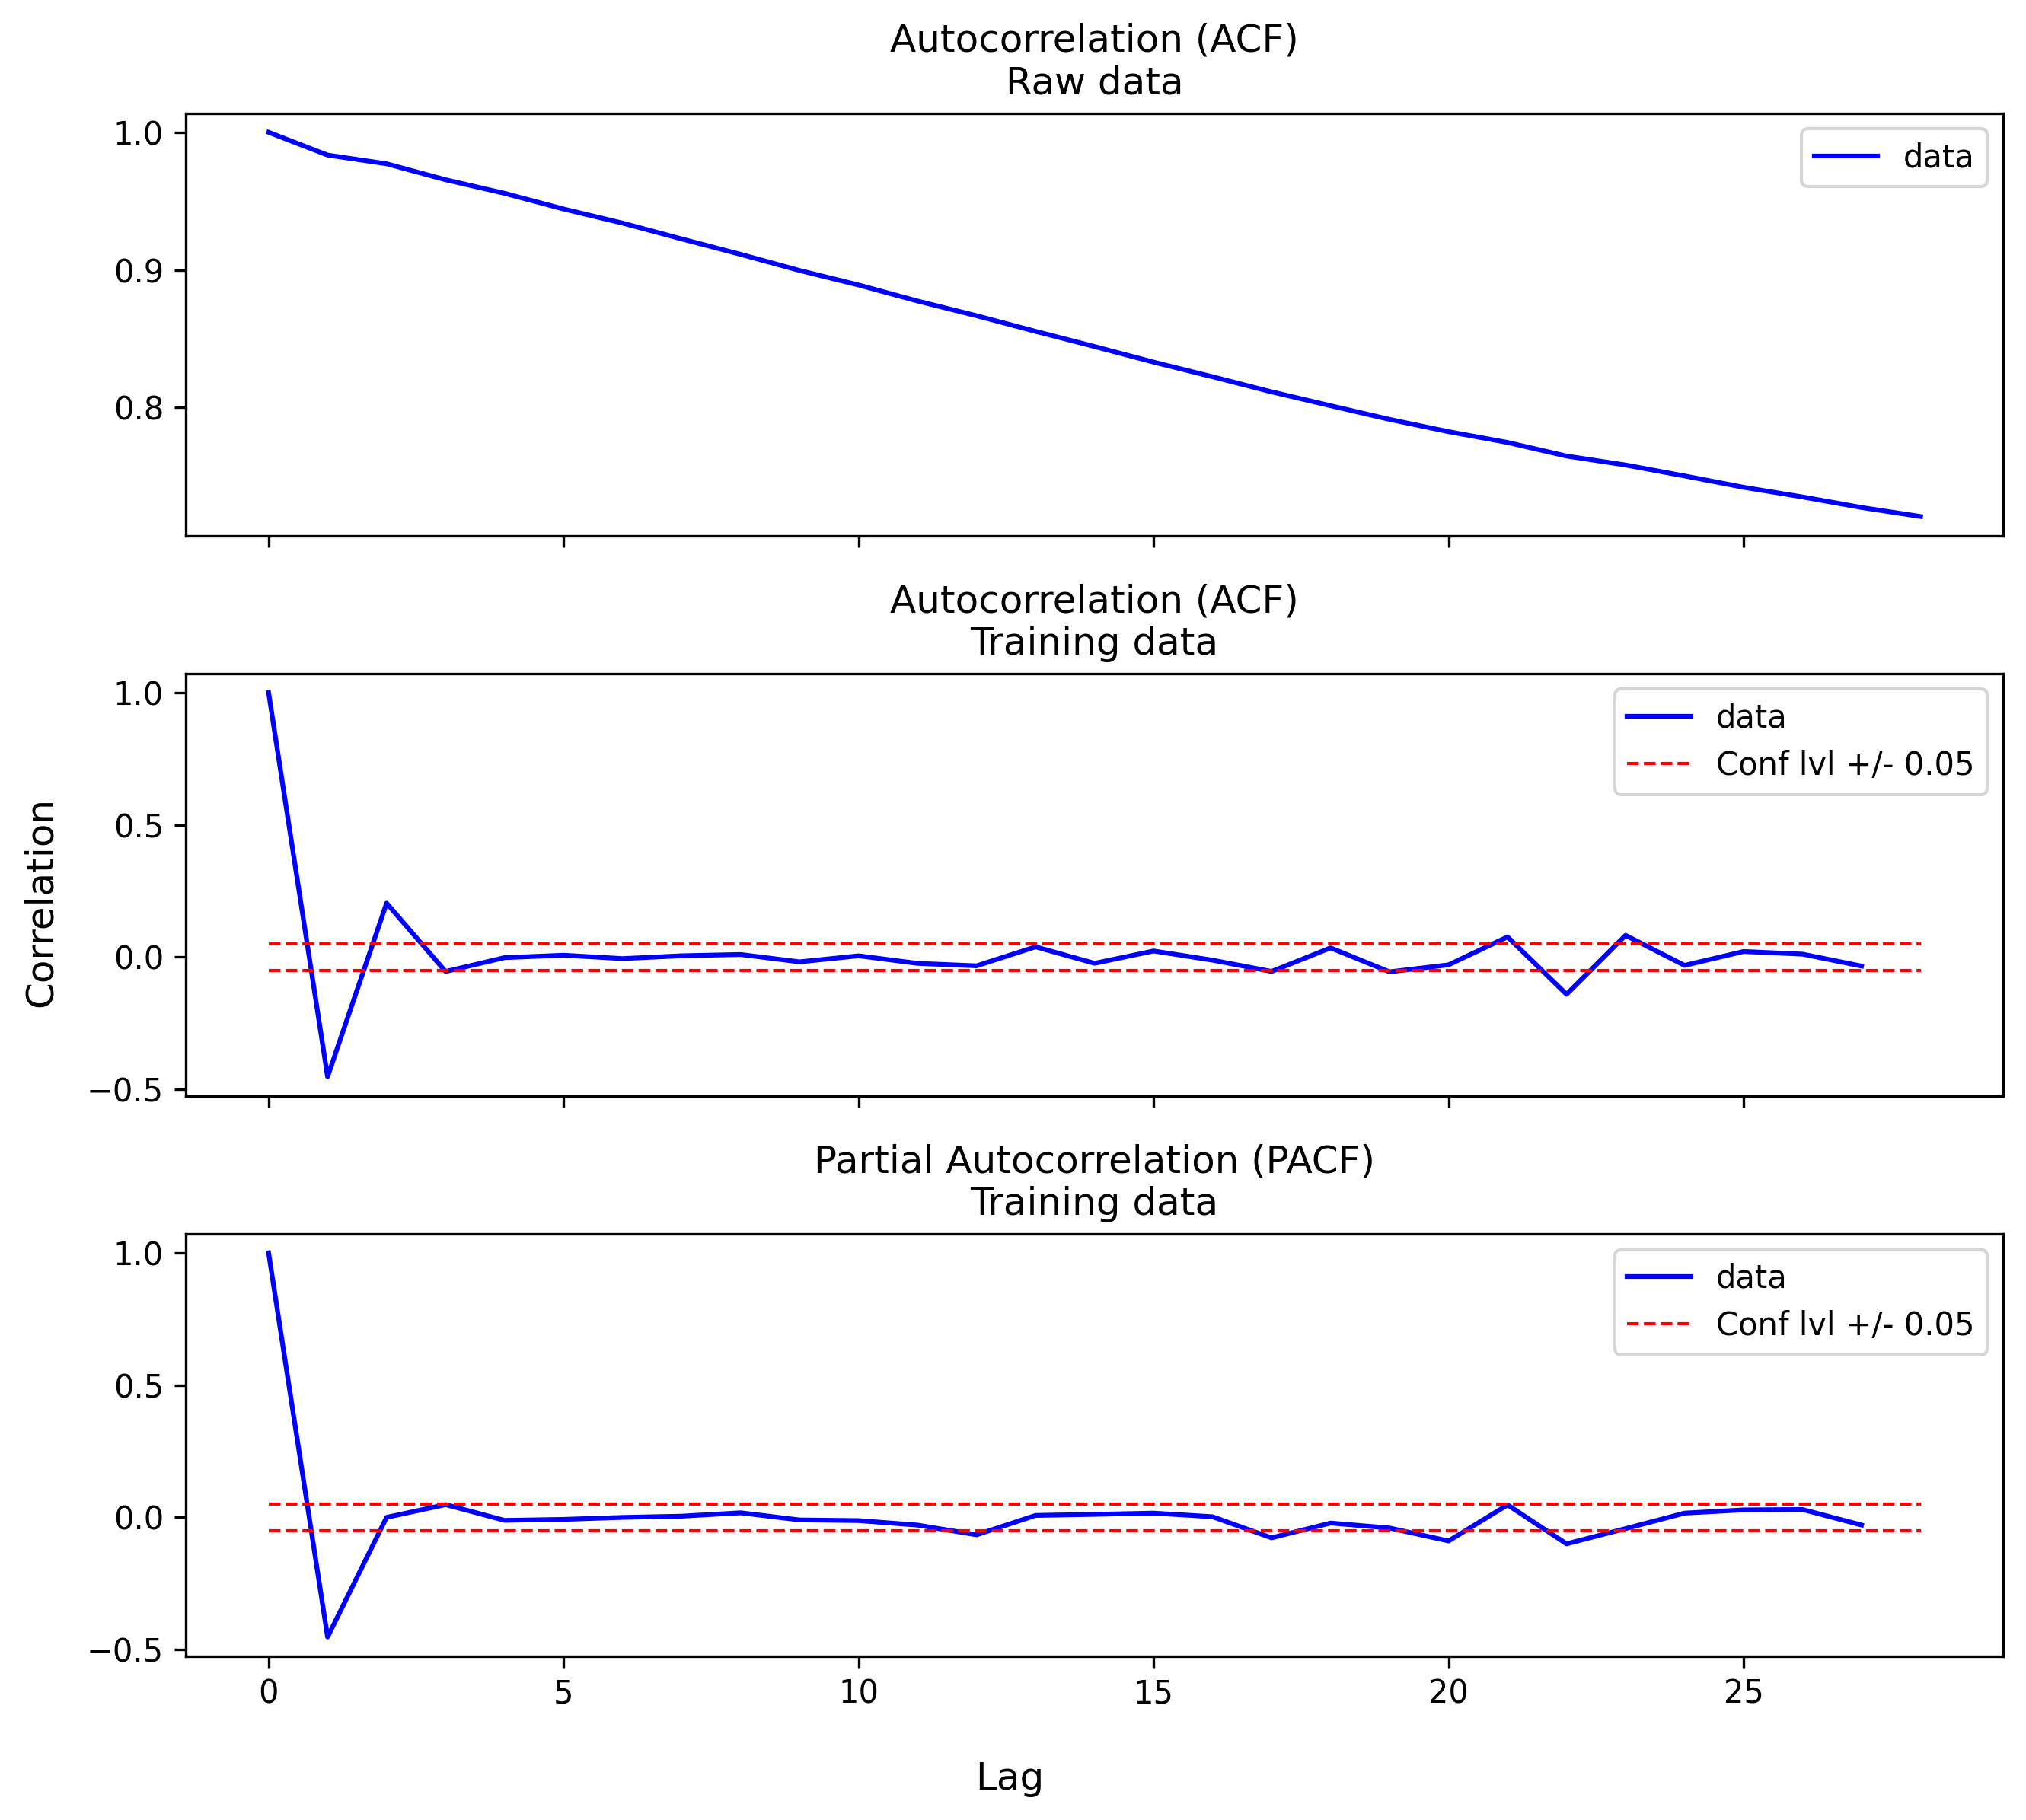 Autocorrelation (ACF)
Raw data
1.0
0.9
0.8
data
Autocorrelation (ACF)
Training data
1.0
0.5
0.0
−0.5
data
Conf lvl +/- 0.05
Correlation
Partial Autocorrelation (PACF)
Training data
1.0
0.5
0.0
−0.5
data
Conf lvl +/- 0.05
0 5 10 15 20 25
Lag